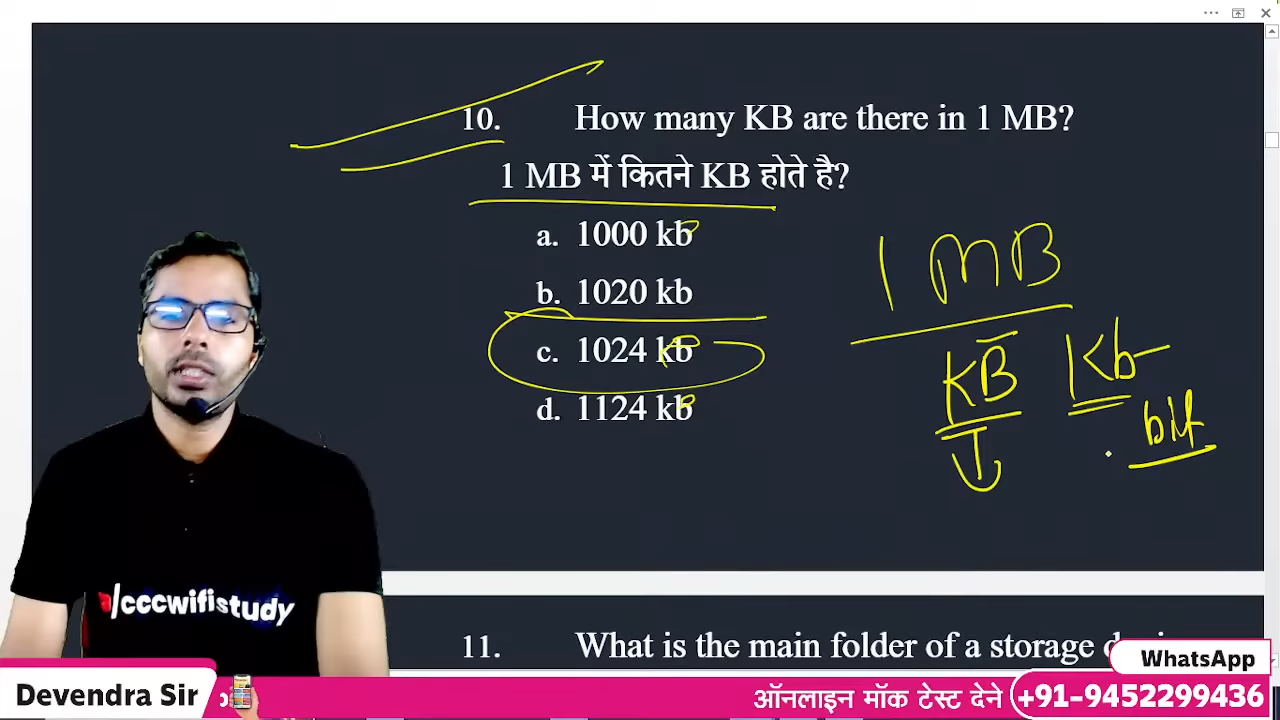 10. How many KB are there in 1 MB?
1 MB में कितने KB होते है?
a. 1000 kb
b. 1020 kb
c. 1024 kb
d. 1124 kb
1 MB
KB Kb
bit
11. What is the main folder of a storage
a/cccwifistudy
WhatsApp
Devendra Sir
ऑनलाइन मॉक टेस्ट देने
+91-9452299436